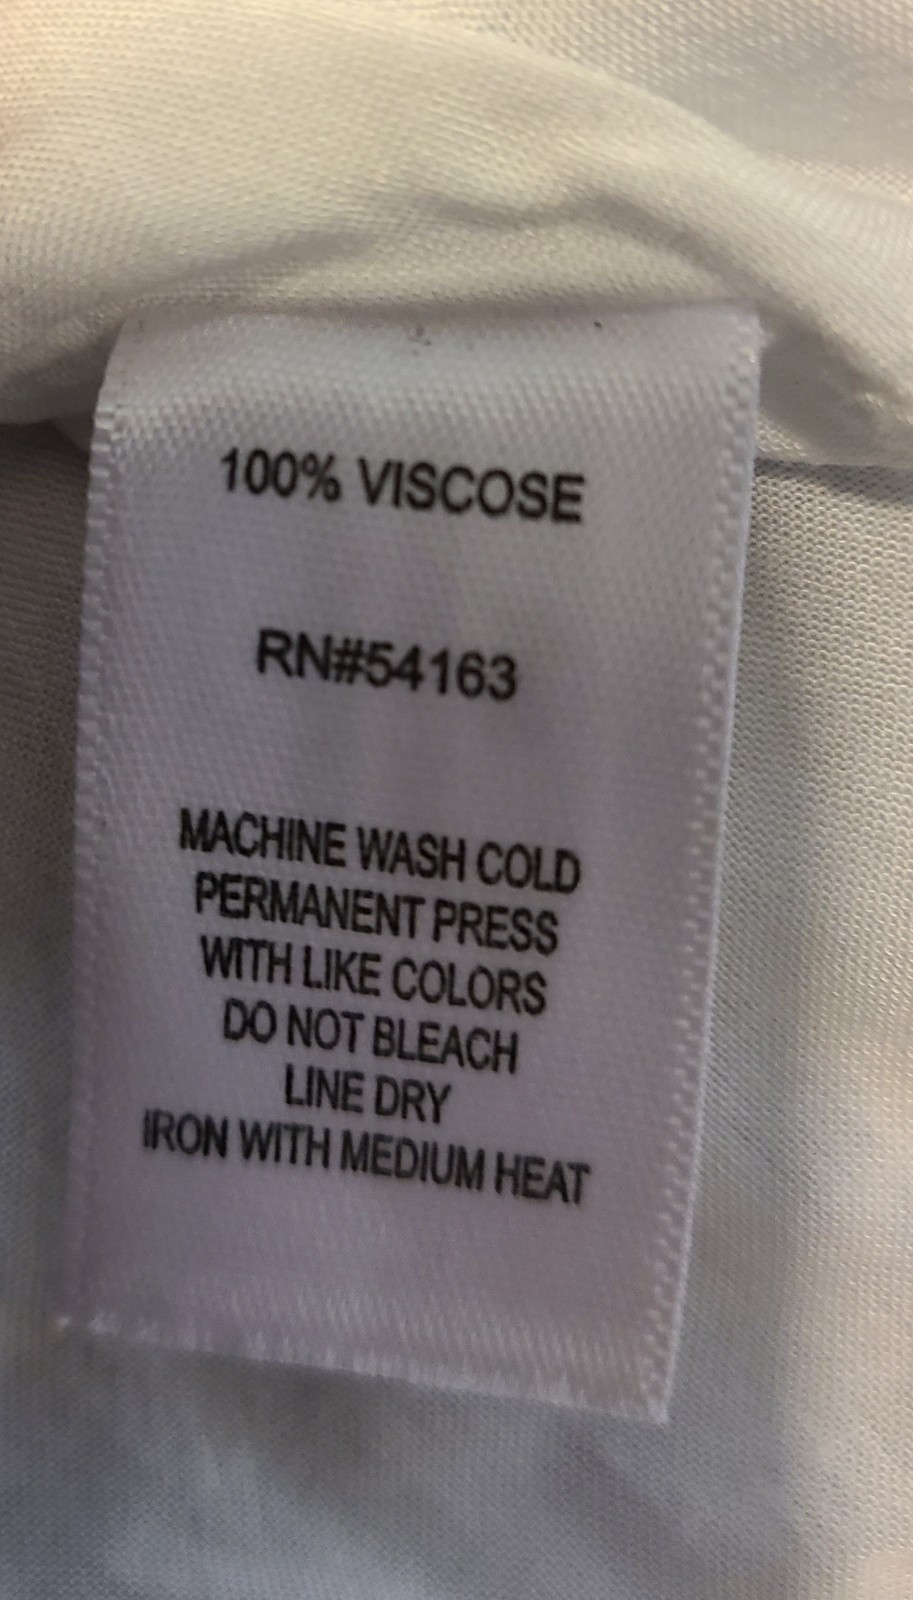 100% VISCOSE
RN#54163
MACHINE WASH COLD
PERMANENT PRESS
WITH LIKE COLORS
DO NOT BLEACH
LINE DRY
IRON WITH MEDIUM HEAT